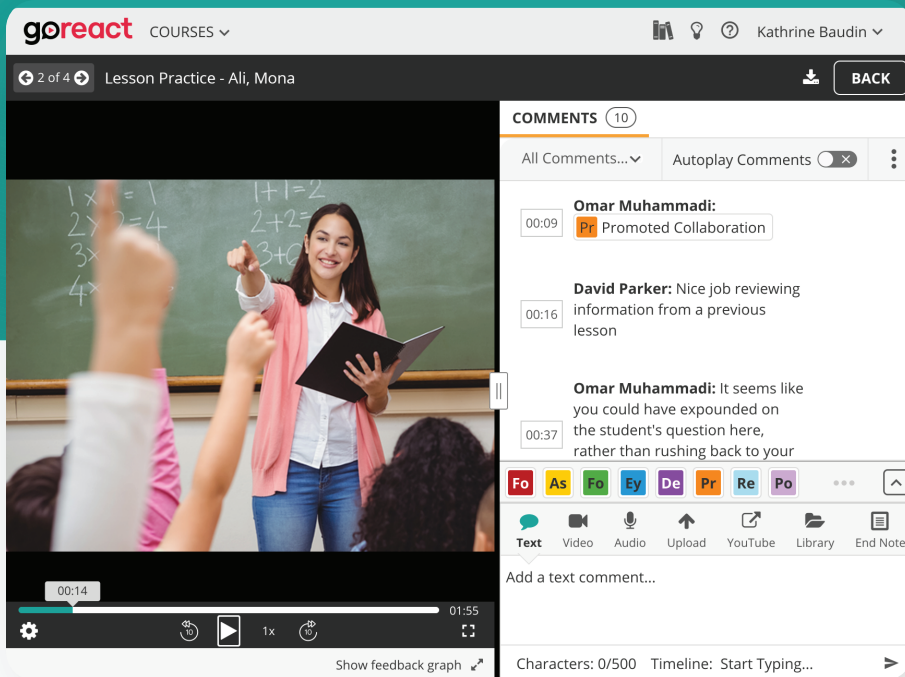 goreact
COURSES
Kathrine Baudin
2 of 4
Lesson Practice - Ali, Mona
BACK
COMMENTS 10
All Comments...
Autoplay Comments
1 x = 1
2 x 2 = 4
3x
4x
1+1=2
2+2=
3+
00:09
Omar Muhammadi:
Pr Promoted Collaboration
00:16
David Parker: Nice job reviewing
information from a previous
lesson
00:37
Omar Muhammadi: It seems like
you could have expounded on
the student's question here,
rather than rushing back to your
Fo As Fo Ey De Pr Re Po
Text Video Audio Upload YouTube Library End Note
Add a text comment...
00:14
01:55
10 1x 10
Show feedback graph
Characters: 0/500 Timeline: Start Typing...